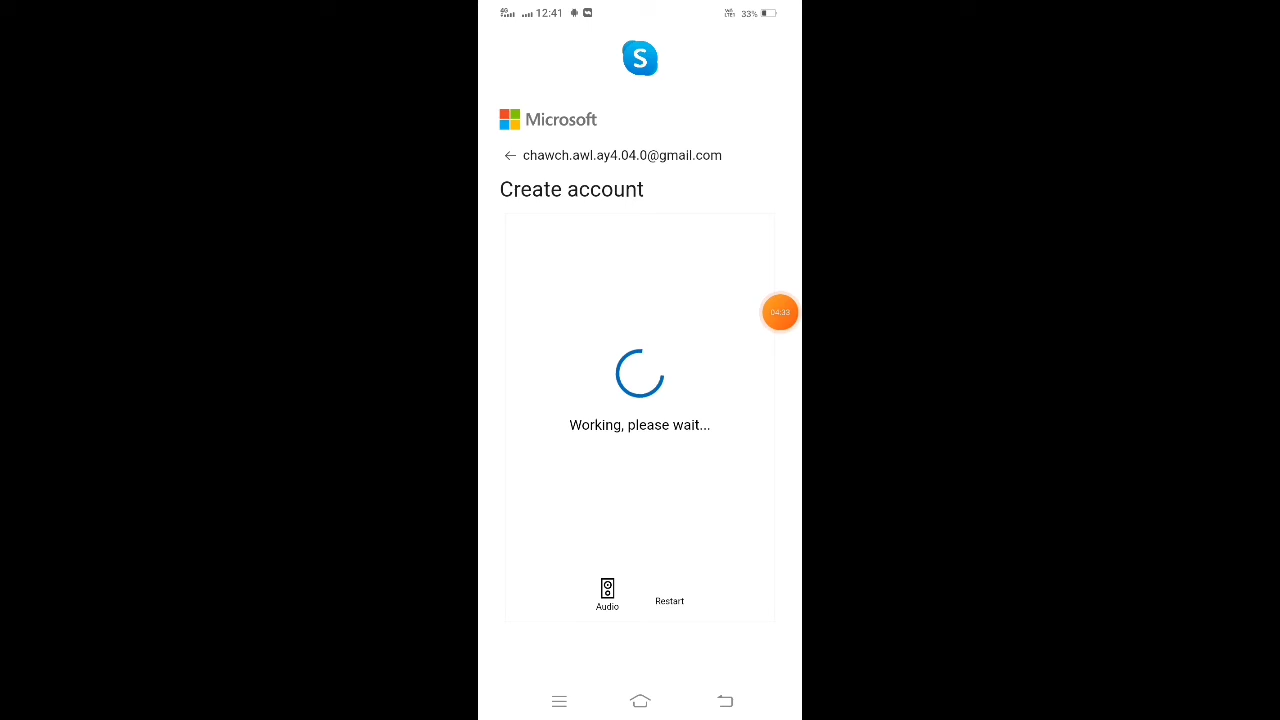 4G 12:41 33%
S
Microsoft
← chawch.awl.ay4.04.0@gmail.com
Create account
04:33
Working, please wait...
Audio
Restart